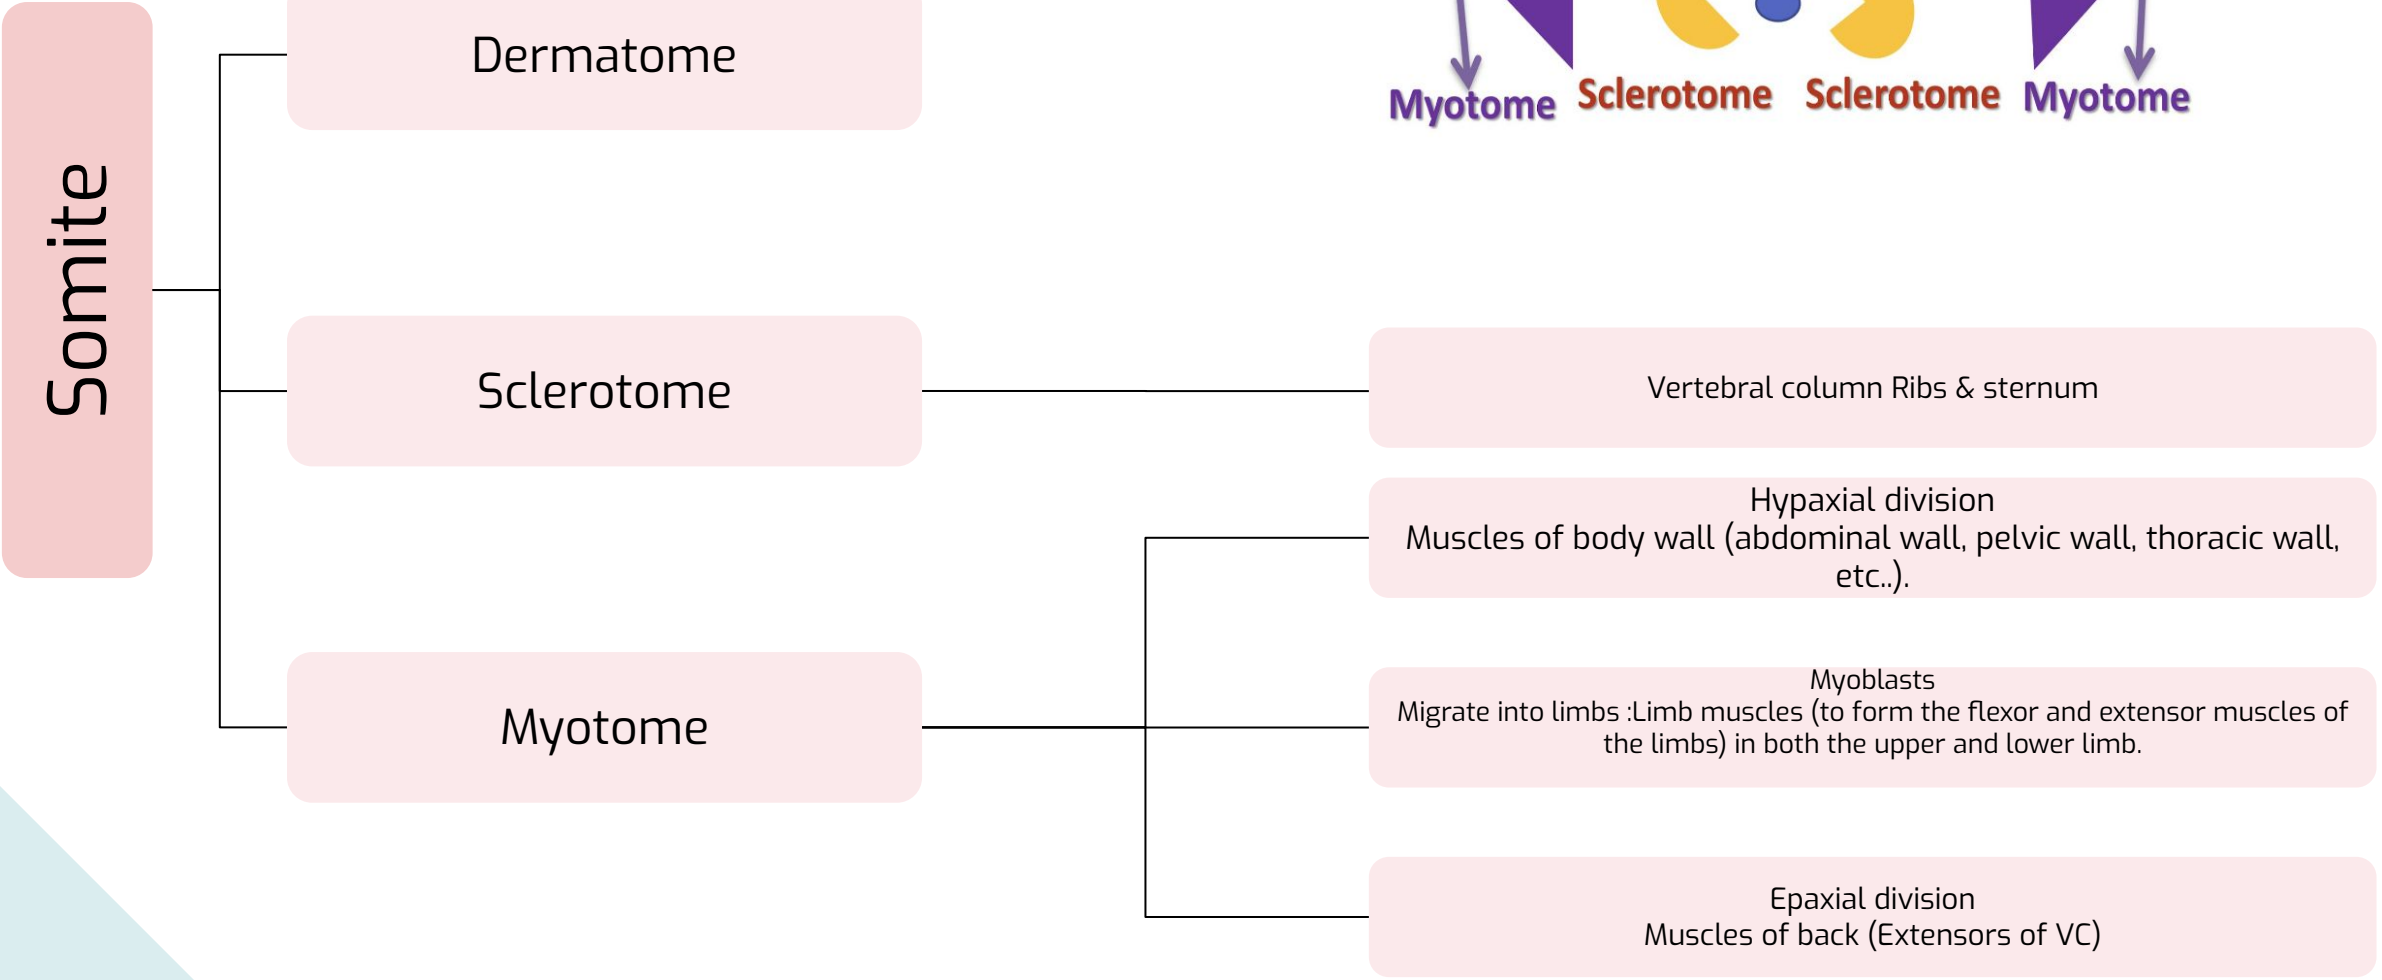 Somite
Dermatome
Myotome Sclerotome Sclerotome Myotome
Sclerotome
Vertebral column Ribs & sternum
Myotome
Hypaxial division
Muscles of body wall (abdominal wall, pelvic wall, thoracic wall,
etc..).
Myoblasts
Migrate into limbs :Limb muscles (to form the flexor and extensor muscles of
the limbs) in both the upper and lower limb.
Epaxial division
Muscles of back (Extensors of VC)